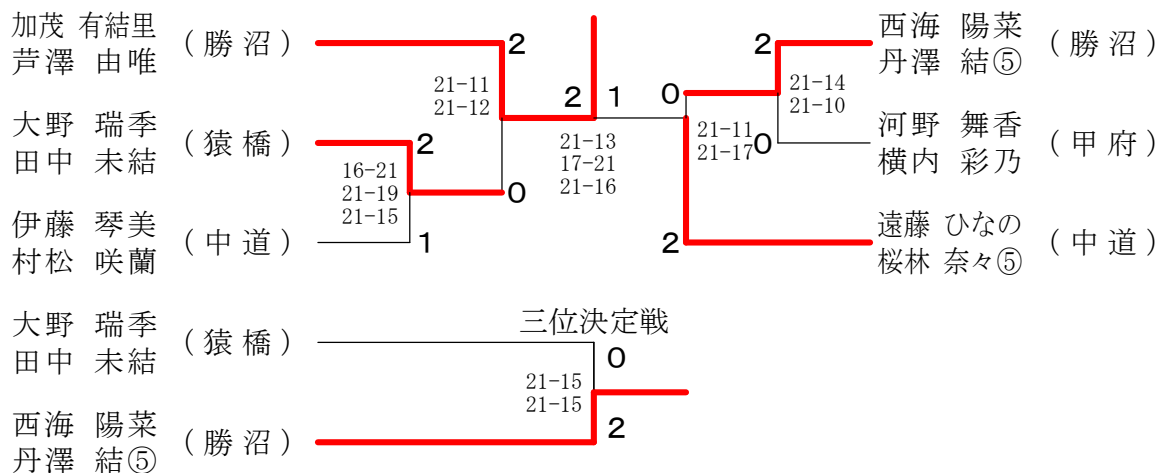 加茂 有結里
芦澤 由唯
(勝沼)
2
21-11
21-12
大野 瑞季
田中 未結
(猿橋)
2
16-21
21-19
21-15
0
伊藤 琴美
村松 咲蘭
(中道)
1
2
1
21-13
17-21
21-16
西海 陽菜
丹澤 結⑤
(勝沼)
2
0
21-14
21-10
河野 舞香
横内 彩乃
(甲府)
0
21-11
21-17
遠藤 ひなの
桜林 奈々⑤
(中道)
2
三位決定戦
大野 瑞季
田中 未結
(猿橋)
0
21-15
21-15
西海 陽菜
丹澤 結⑤
(勝沼)
2